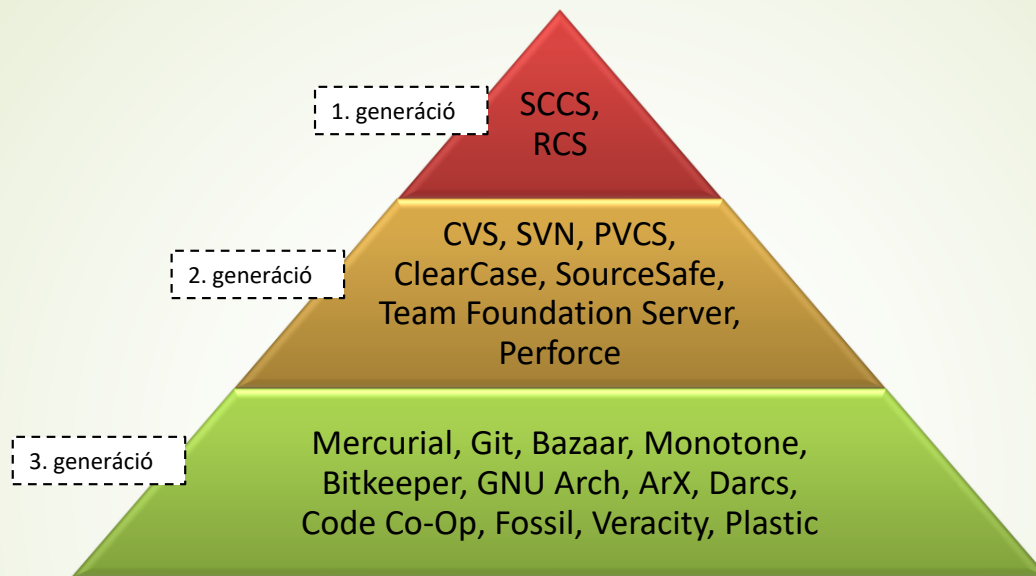 1. generáció
SCCS,
RCS
2. generáció
CVS, SVN, PVCS,
ClearCase, SourceSafe,
Team Foundation Server,
Perforce
3. generáció
Mercurial, Git, Bazaar, Monotone,
Bitkeeper, GNU Arch, ArX, Darcs,
Code Co-Op, Fossil, Veracity, Plastic